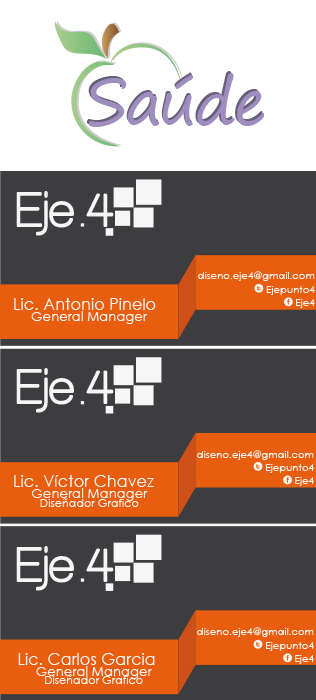 Saúde
Eje.4
diseno.eje4@gmail.com
Ejepunto4
Eje4
Lic. Antonio Pinelo
General Manager
Eje.4
diseno.eje4@gmail.com
Ejepunto4
Eje4
Lic. Víctor Chavez
General Manager
Diseñador Grafico
Eje.4
diseno.eje4@gmail.com
Ejepunto4
Eje4
Lic. Carlos Garcia
General Manager
Diseñador Grafico